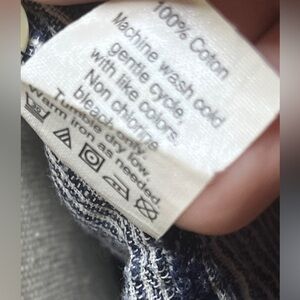 100% Cotton
Machine wash cold
gentle cycle.
with like colors.
Non chlorine
bleach only.
Tumble dry low.
Warm iron as needed.